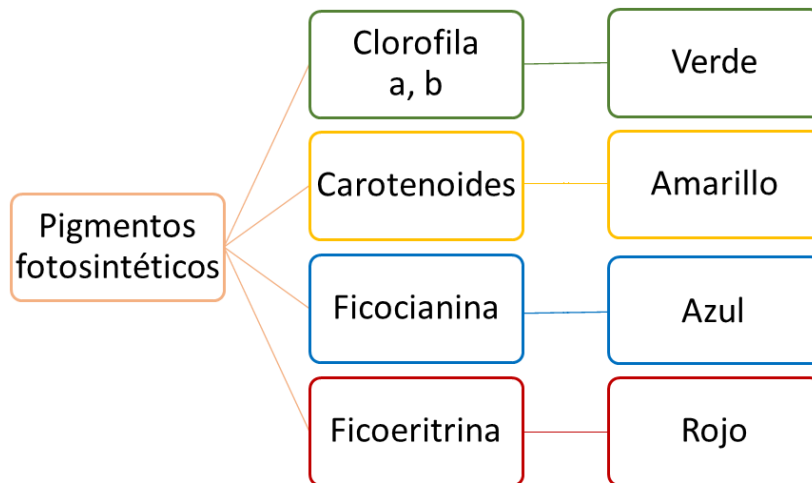 Pigmentos
fotosintéticos
Clorofila
a, b
Verde
Carotenoides
Amarillo
Ficocianina
Azul
Ficoeritrina
Rojo